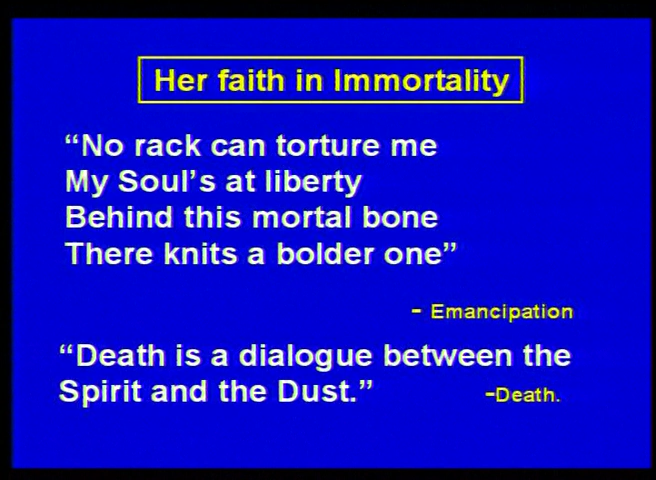 Her faith in Immortality
“No rack can torture me
My Soul’s at liberty
Behind this mortal bone
There knits a bolder one”
- Emancipation
“Death is a dialogue between the
Spirit and the Dust.” -Death.